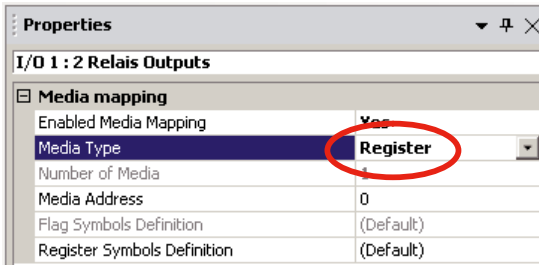 Properties
I/O 1 : 2 Relais Outputs
Media mapping
Enabled Media Mapping Yes
Media Type Register
Number of Media 1
Media Address 0
Flag Symbols Definition (Default)
Register Symbols Definition (Default)